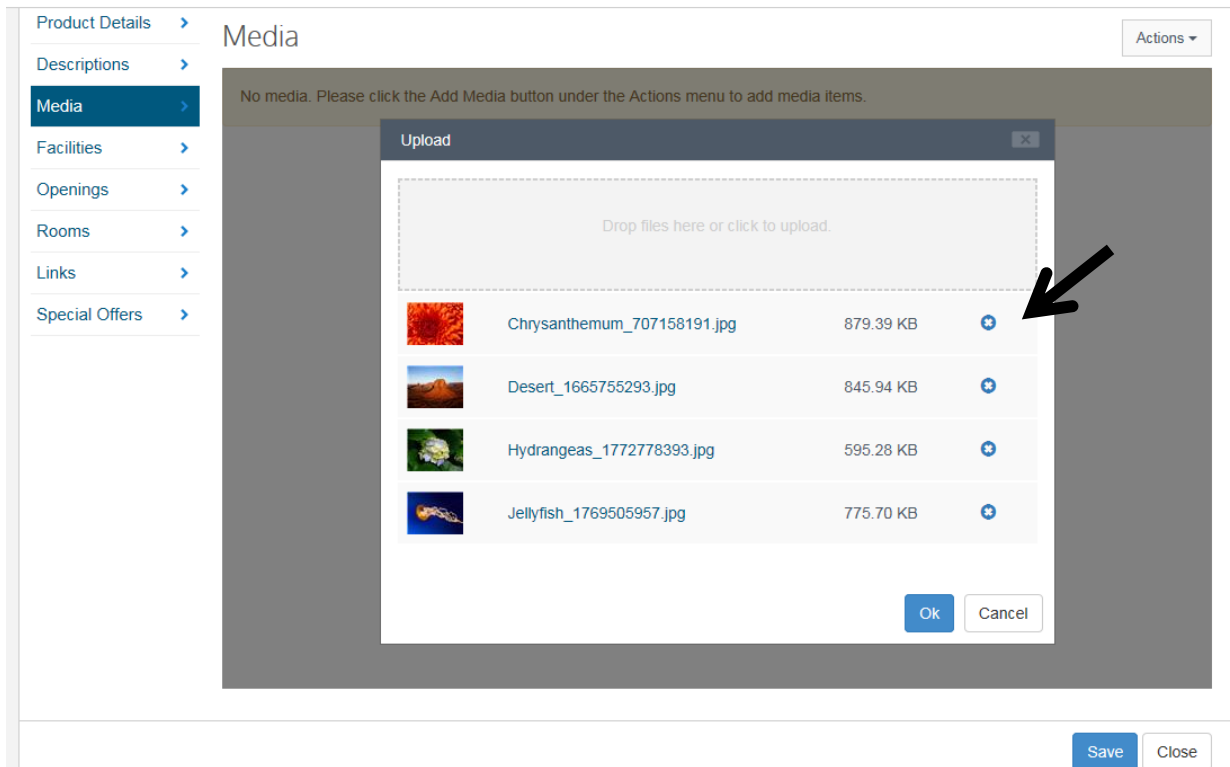 Product Details
Descriptions
Media
Facilities
Openings
Rooms
Links
Special Offers
Media
Actions
No media. Please click the Add Media button under the Actions menu to add media items.
Upload
Drop files here or click to upload.
Chrysanthemum_707158191.jpg 879.39 KB
Desert_1665755293.jpg 845.94 KB
Hydrangeas_1772778393.jpg 595.28 KB
Jellyfish_1769505957.jpg 775.70 KB
Ok Cancel
Save Close